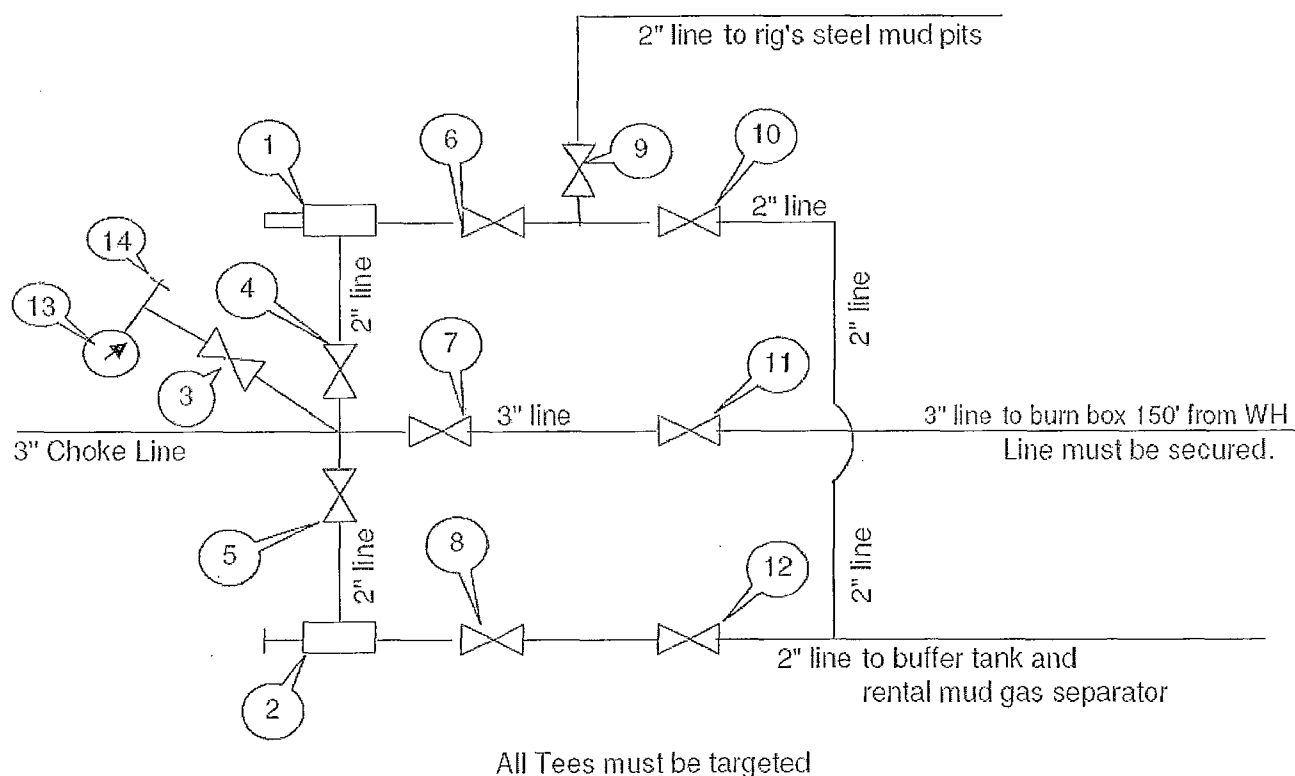 2" line to rig's steel mud pits
1
6
9
10
2" line
14
13
4
2" line
2" line
3
7
11
3" Choke Line
3" line
3" line to burn box 150' from WH
Line must be secured.
5
8
12
2" line
2" line
2
2" line to buffer tank and
rental mud gas separator
All Tees must be targeted